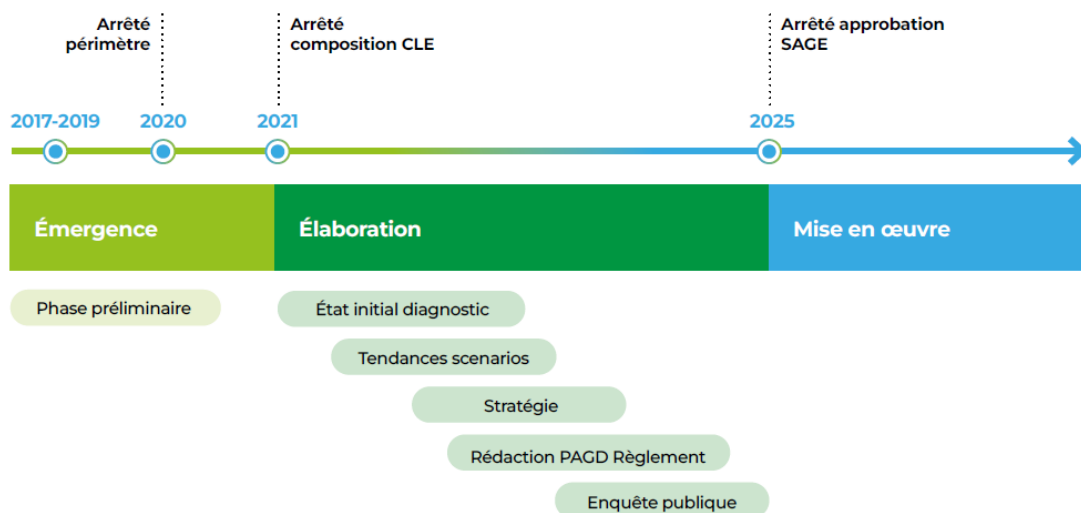 Arrêté
périmètre
Arrêté
composition CLE
Arrêté approbation
SAGE
2017-2019
2020
2021
2025
Émergence
Élaboration
Mise en œuvre
Phase préliminaire
État initial diagnostic
Tendances scenarios
Stratégie
Rédaction PAGD Règlement
Enquête publique